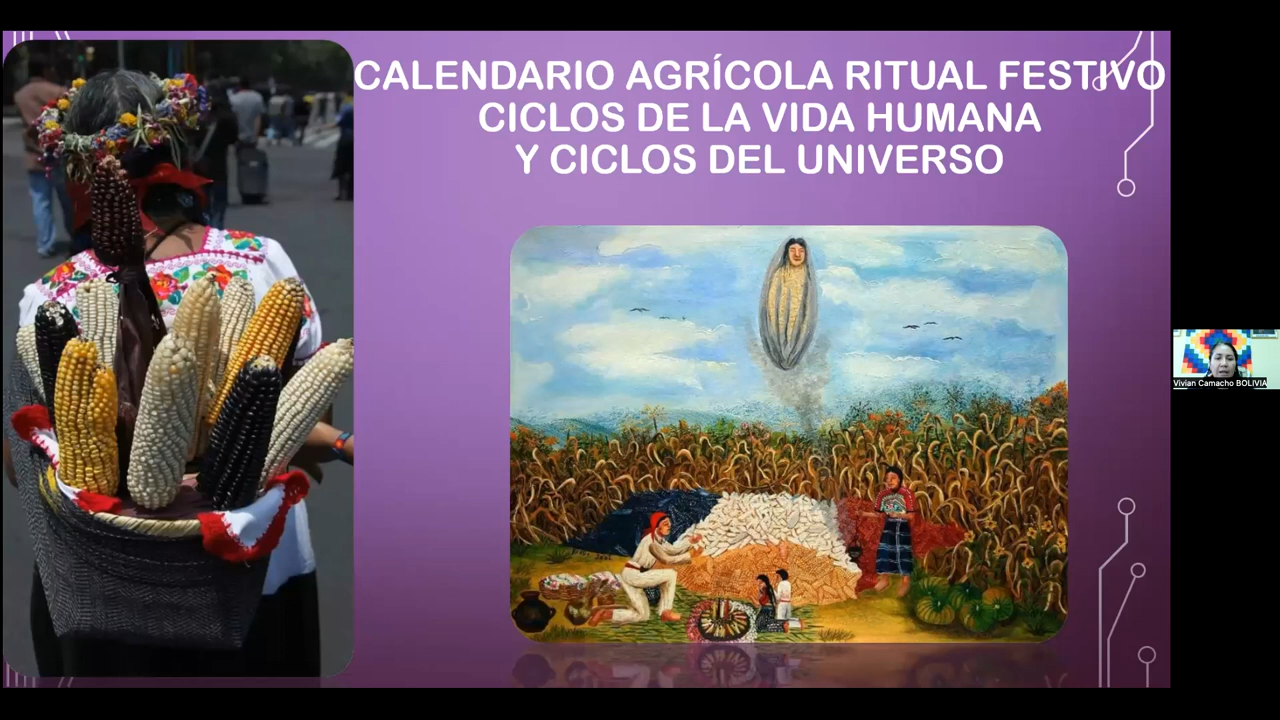 CALENDARIO AGRÍCOLA RITUAL FESTIVO
CICLOS DE LA VIDA HUMANA
Y CICLOS DEL UNIVERSO
Vivian Camacho BOLIVIA